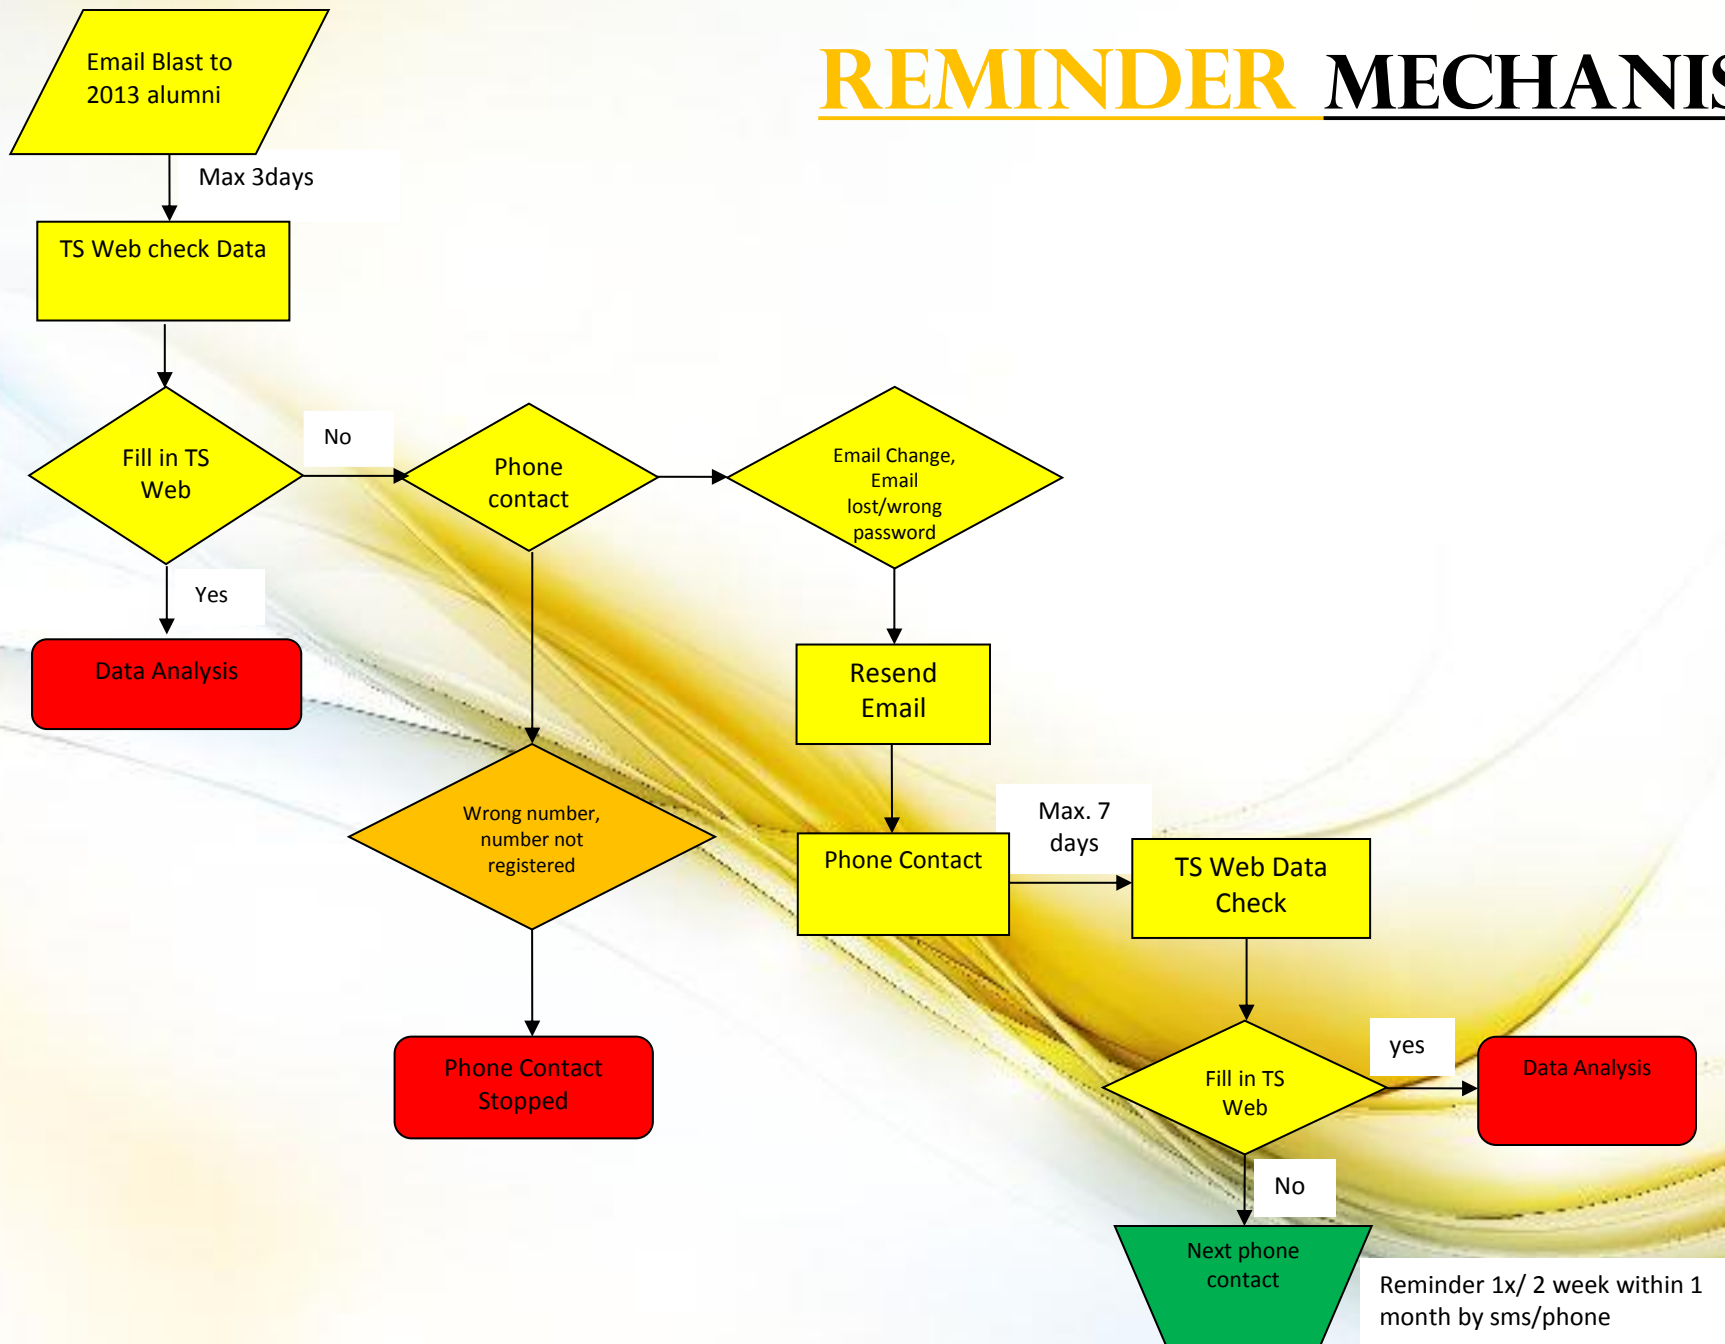 REMINDER MECHANIS
Email Blast to
2013 alumni
Max 3days
TS Web check Data
Fill in TS
Web
No
Phone
contact
Email Change,
Email
lost/wrong
password
Yes
Data Analysis
Resend
Email
Wrong number,
number not
registered
Phone Contact
Max. 7
days
TS Web Data
Check
Phone Contact
Stopped
Fill in TS
Web
yes
Data Analysis
No
Next phone
contact
Reminder 1x/ 2 week within 1
month by sms/phone